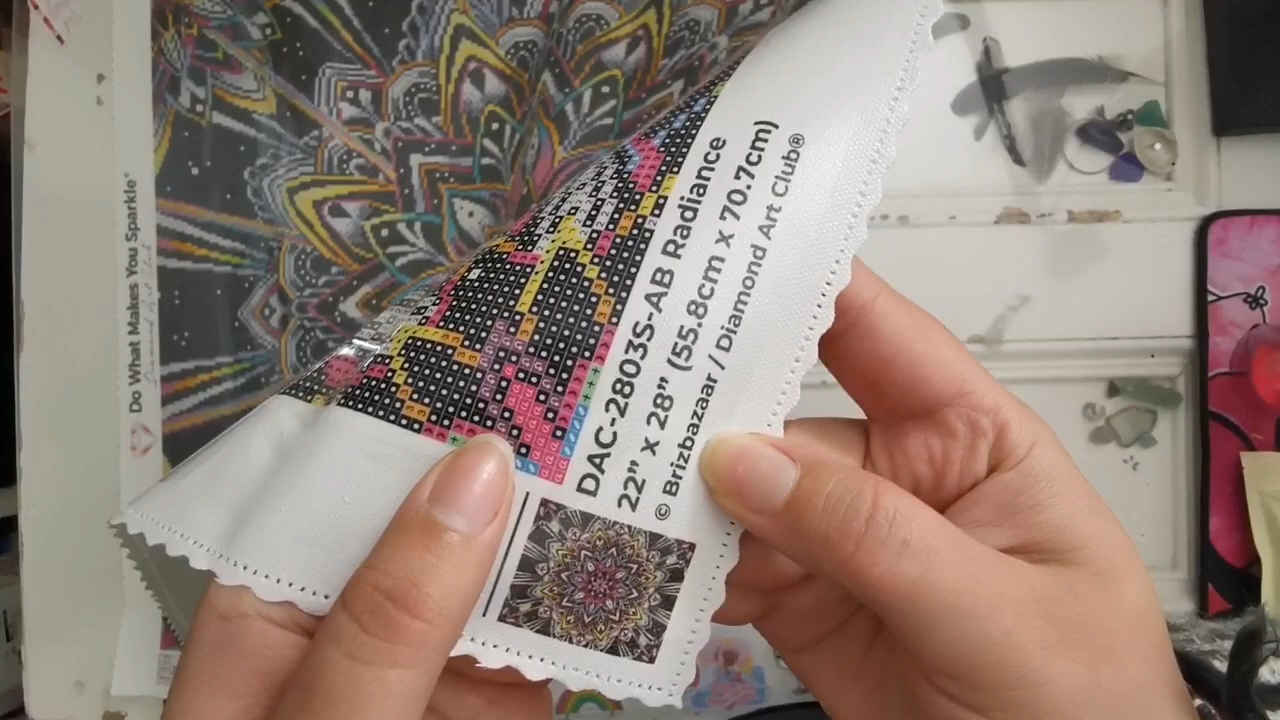 Do What Makes You Sparkle®
DAC-2803S-AB Radiance
22” x 28” (55.8cm x 70.7cm)
© Brizbazaar / Diamond Art Club®